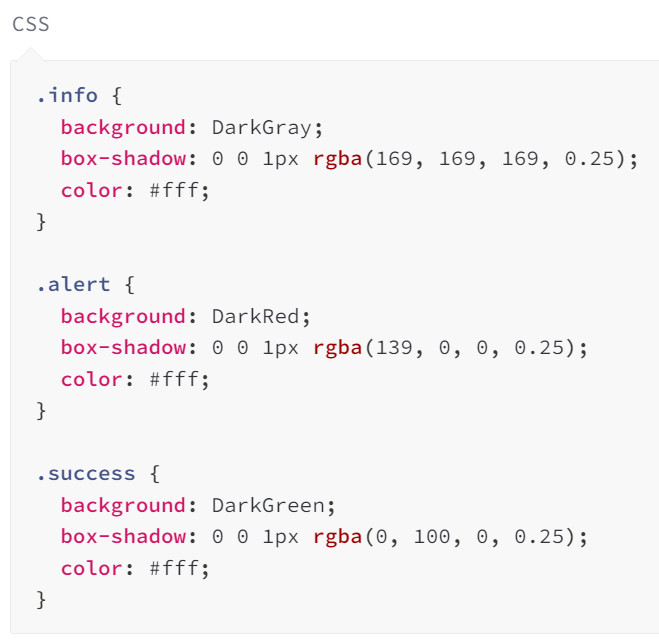 CSS
.info {
  background: DarkGray;
  box-shadow: 0 0 1px rgba(169, 169, 169, 0.25);
  color: #fff;
}
.alert {
  background: DarkRed;
  box-shadow: 0 0 1px rgba(139, 0, 0, 0.25);
  color: #fff;
}
.success {
  background: DarkGreen;
  box-shadow: 0 0 1px rgba(0, 100, 0, 0.25);
  color: #fff;
}